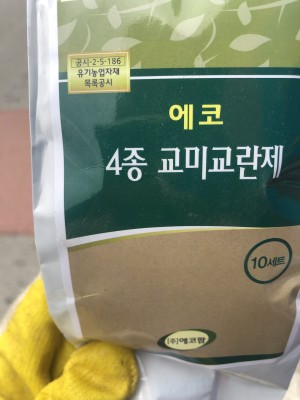 공시-2-5-186
유기농업자재
목록공시
에코
4종 교미교란제
10세트
(주)에코팜